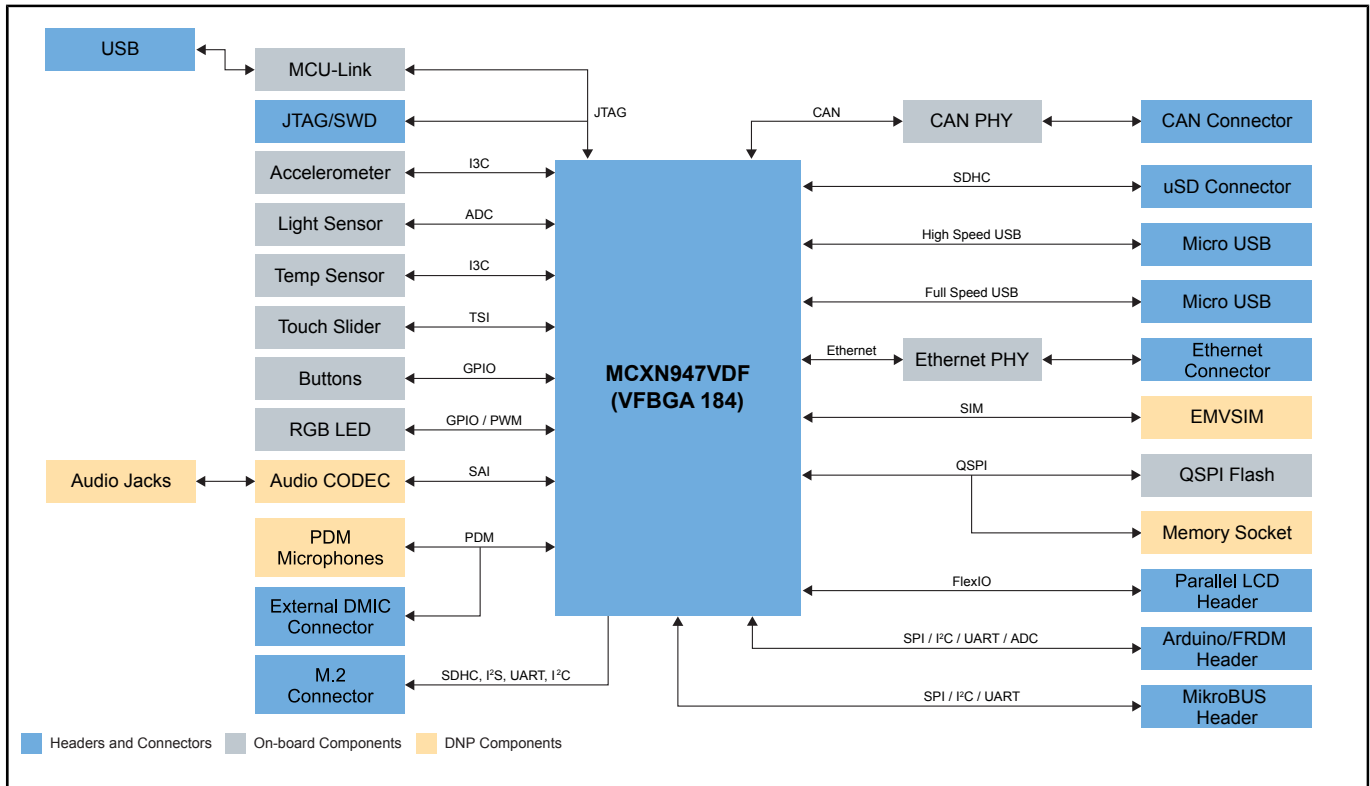 USB
MCU-Link
JTAG/SWD
JTAG
Accelerometer
I3C
Light Sensor
ADC
Temp Sensor
I3C
Touch Slider
TSI
Buttons
GPIO
RGB LED
GPIO / PWM
Audio Jacks
Audio CODEC
SAI
PDM
Microphones
PDM
External DMIC
Connector
M.2
Connector
SDHC, I²S, UART, I²C
MCXN947VDF
(VFBGA 184)
CAN
CAN PHY
CAN Connector
SDHC
uSD Connector
High Speed USB
Micro USB
Full Speed USB
Micro USB
Ethernet
Ethernet PHY
Ethernet
Connector
SIM
EMVSIM
QSPI
QSPI Flash
Memory Socket
FlexIO
Parallel LCD
Header
SPI / I²C / UART / ADC
Arduino/FRDM
Header
SPI / I²C / UART
MikroBUS
Header
Headers and Connectors
On-board Components
DNP Components